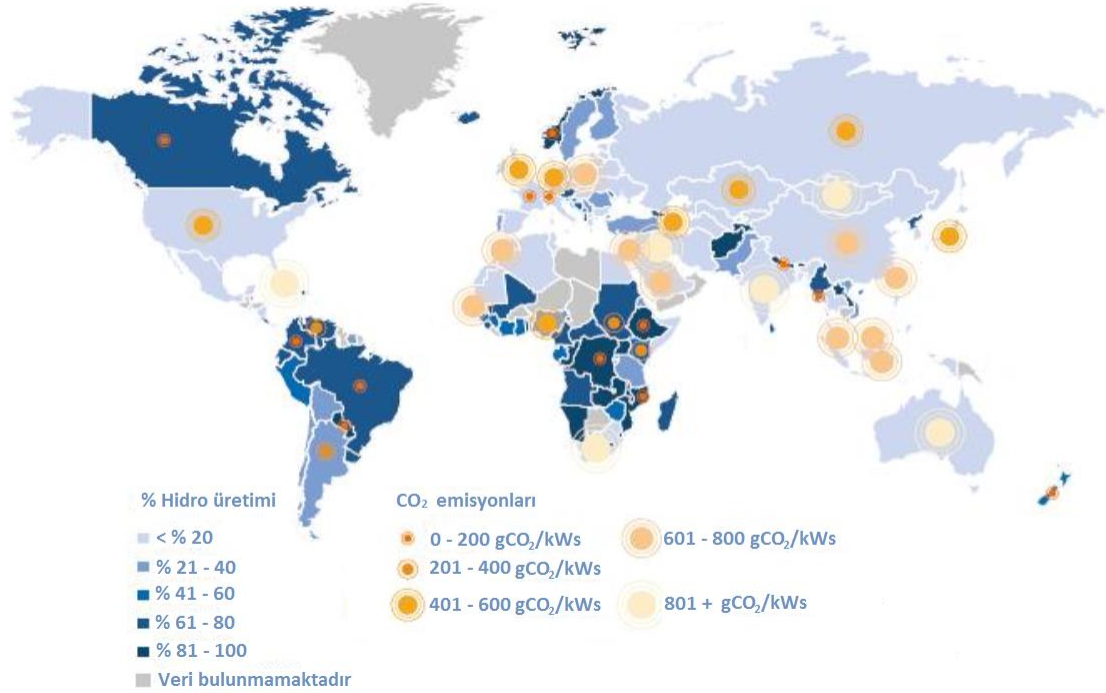 % Hidro üretimi
< % 20
% 21 - 40
% 41 - 60
% 61 - 80
% 81 - 100
Veri bulunmamaktadır
CO₂ emisyonları
0 - 200 gCO₂/kWs
201 - 400 gCO₂/kWs
401 - 600 gCO₂/kWs
601 - 800 gCO₂/kWs
801 + gCO₂/kWs